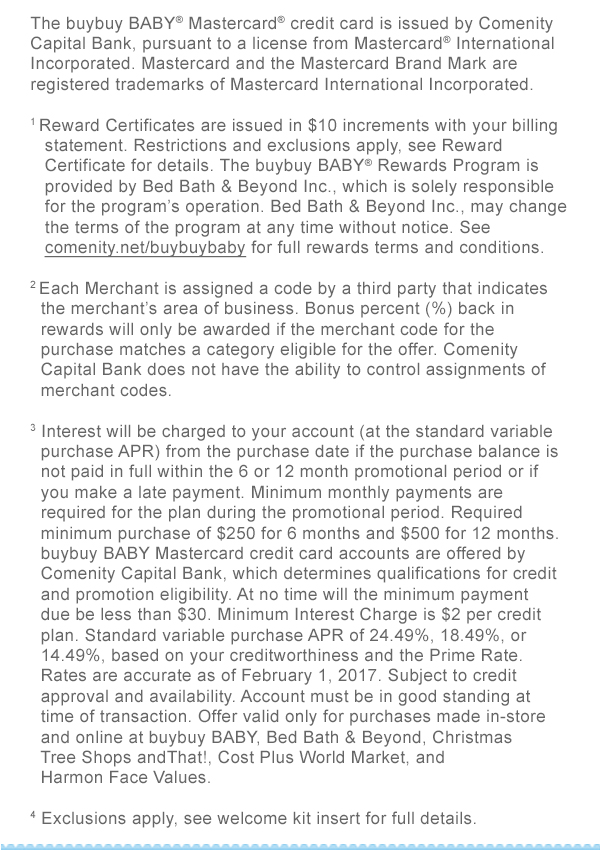 The buybuy BABY® Mastercard® credit card is issued by Comenity
Capital Bank, pursuant to a license from Mastercard® International
Incorporated. Mastercard and the Mastercard Brand Mark are
registered trademarks of Mastercard International Incorporated.
¹ Reward Certificates are issued in $10 increments with your billing
statement. Restrictions and exclusions apply, see Reward
Certificate for details. The buybuy BABY® Rewards Program is
provided by Bed Bath & Beyond Inc., which is solely responsible
for the program's operation. Bed Bath & Beyond Inc., may change
the terms of the program at any time without notice. See
comenity.net/buybuybaby for full rewards terms and conditions.
² Each Merchant is assigned a code by a third party that indicates
the merchant's area of business. Bonus percent (%) back in
rewards will only be awarded if the merchant code for the
purchase matches a category eligible for the offer. Comenity
Capital Bank does not have the ability to control assignments of
merchant codes.
³ Interest will be charged to your account (at the standard variable
purchase APR) from the purchase date if the purchase balance is
not paid in full within the 6 or 12 month promotional period or if
you make a late payment. Minimum monthly payments are
required for the plan during the promotional period. Required
minimum purchase of $250 for 6 months and $500 for 12 months.
buybuy BABY Mastercard credit card accounts are offered by
Comenity Capital Bank, which determines qualifications for credit
and promotion eligibility. At no time will the minimum payment
due be less than $30. Minimum Interest Charge is $2 per credit
plan. Standard variable purchase APR of 24.49%, 18.49%, or
14.49%, based on your creditworthiness and the Prime Rate.
Rates are accurate as of February 1, 2017. Subject to credit
approval and availability. Account must be in good standing at
time of transaction. Offer valid only for purchases made in-store
and online at buybuy BABY, Bed Bath & Beyond, Christmas
Tree Shops andThat!, Cost Plus World Market, and
Harmon Face Values.
⁴ Exclusions apply, see welcome kit insert for full details.